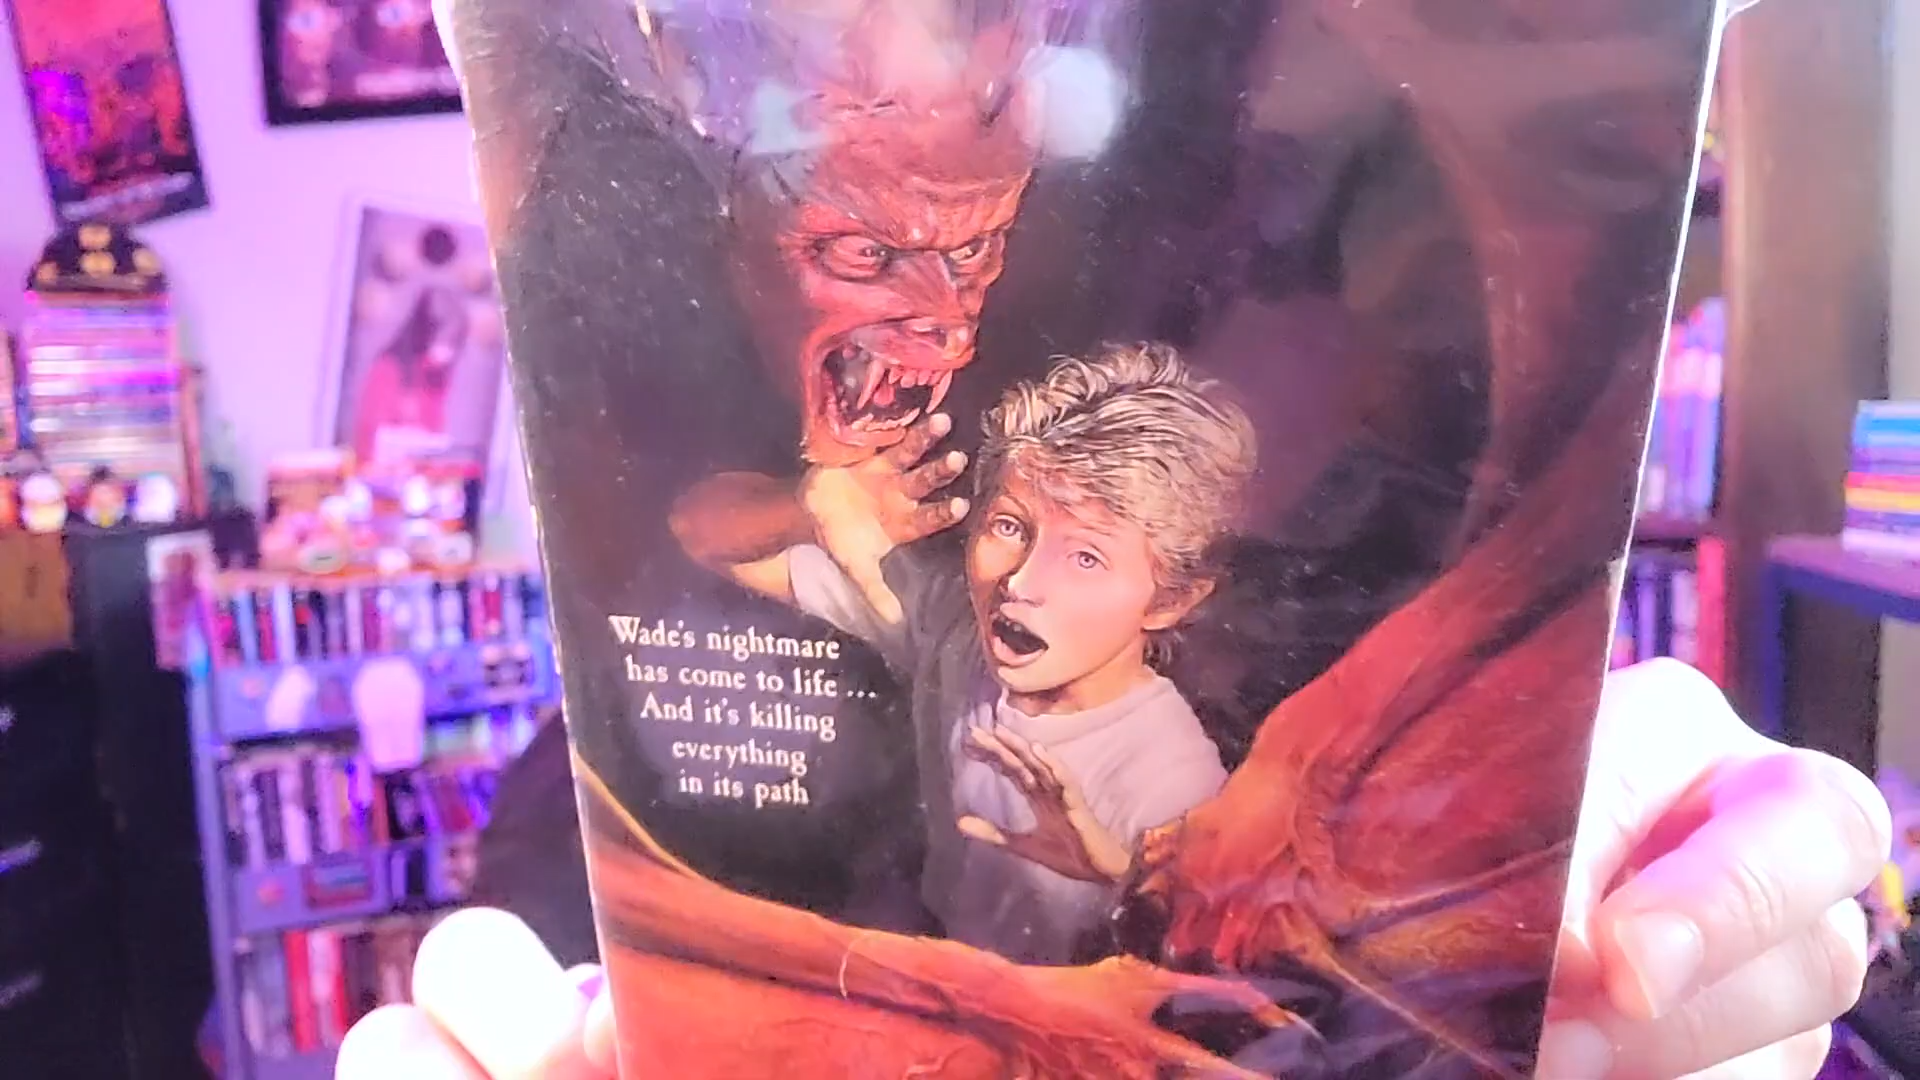 Wade's nightmare
has come to life ...
And it's killing
everything
in its path